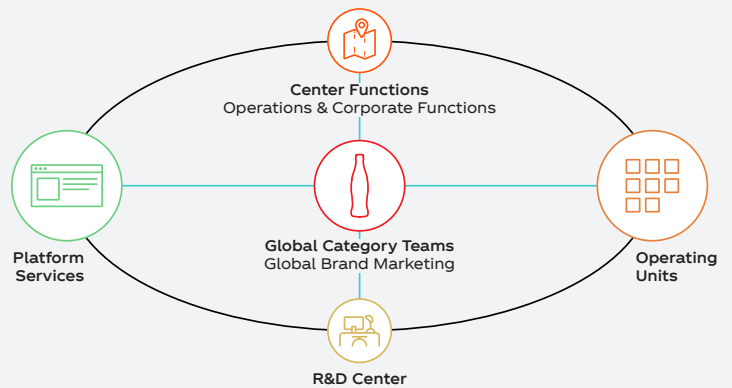 Center Functions
Operations & Corporate Functions
Platform
Services
Global Category Teams
Global Brand Marketing
Operating
Units
R&D Center